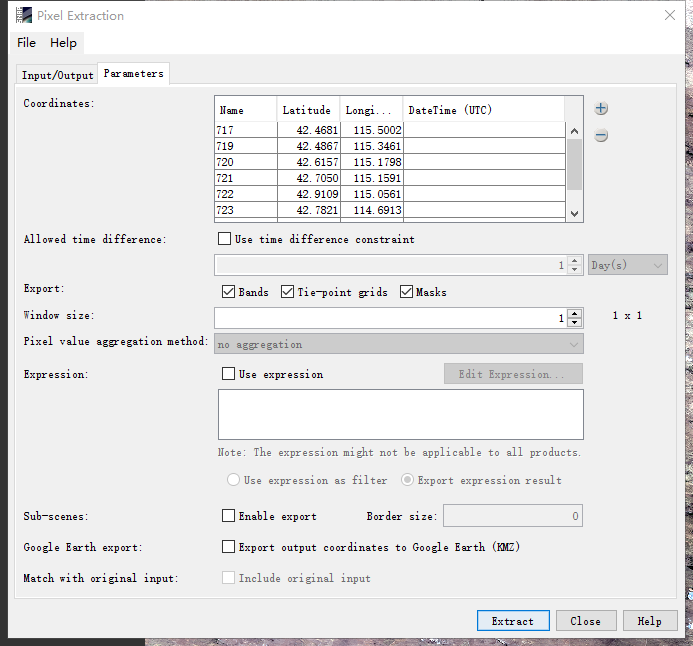 Pixel Extraction
File Help
Input/Output Parameters
Coordinates:
Name Latitude Longi... DateTime (UTC)
717 42.4681 115.5002
719 42.4867 115.3461
720 42.6157 115.1798
721 42.7050 115.1591
722 42.9109 115.0561
723 42.7821 114.6913
Allowed time difference: Use time difference constraint
1 Day(s)
Export: Bands Tie-point grids Masks
Window size: 1 1 x 1
Pixel value aggregation method: no aggregation
Expression: Use expression Edit Expression...
Note: The expression might not be applicable to all products.
Use expression as filter Export expression result
Sub-scenes: Enable export Border size: 0
Google Earth export: Export output coordinates to Google Earth (KMZ)
Match with original input: Include original input
Extract Close Help